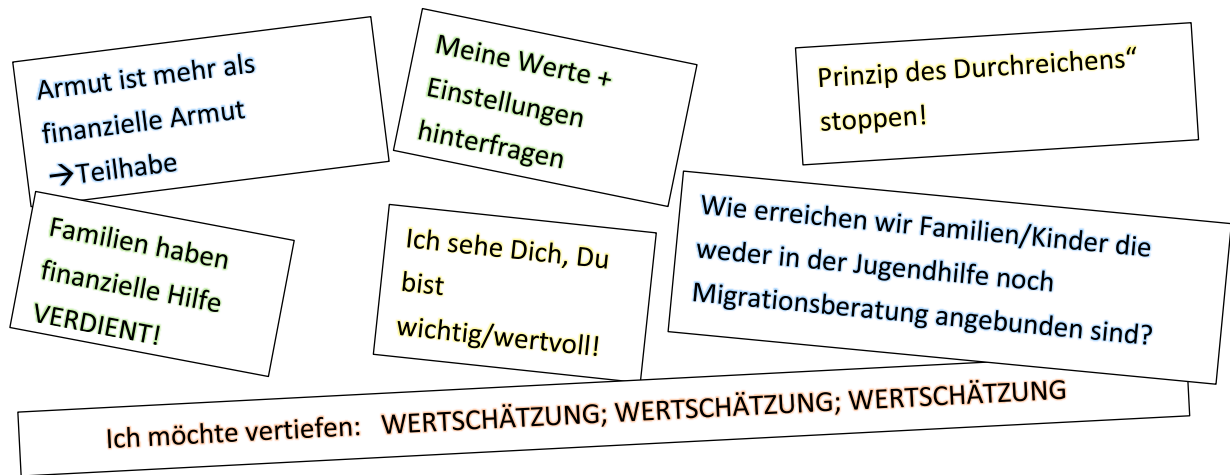 Armut ist mehr als
finanzielle Armut
→Teilhabe
Meine Werte +
Einstellungen
hinterfragen
Prinzip des Durchreichens“
stoppen!
Familien haben
finanzielle Hilfe
VERDIENT!
Ich sehe Dich, Du
bist
wichtig/wertvoll!
Wie erreichen wir Familien/Kinder die
weder in der Jugendhilfe noch
Migrationsberatung angebunden sind?
Ich möchte vertiefen: WERTSCHÄTZUNG; WERTSCHÄTZUNG; WERTSCHÄTZUNG